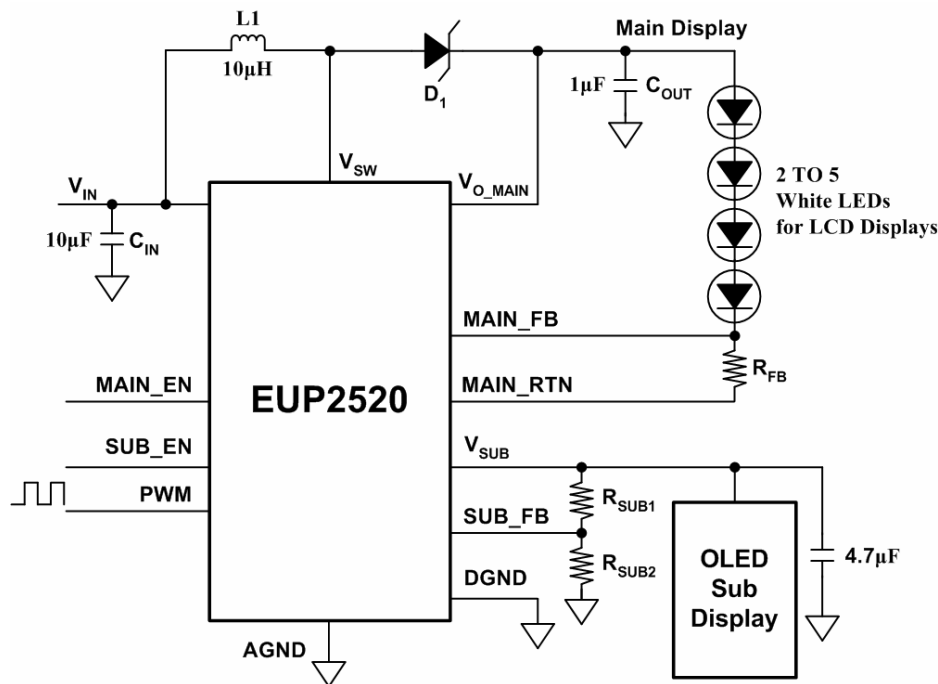 L1
10µH
D1
Main Display
1µF
COUT
VSW
VIN
VO_MAIN
10µF
CIN
2 TO 5
White LEDs
for LCD Displays
MAIN_FB
RFB
MAIN_EN
MAIN_RTN
EUP2520
SUB_EN
VSUB
PWM
RSUB1
SUB_FB
RSUB2
4.7µF
OLED
Sub
Display
DGND
AGND